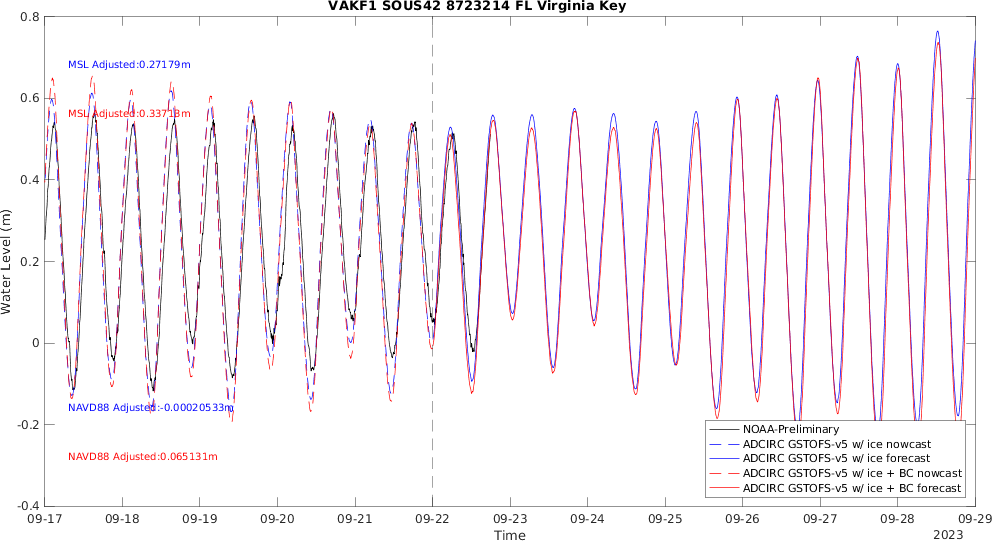 VAKF1 SOUS42 8723214 FL Virginia Key
0.8
0.6
0.4
0.2
0
-0.2
-0.4
Water Level (m)
MSL Adjusted:0.27179m
MSL Adjusted:0.33713m
NAVD88 Adjusted:-0.00020533m
NAVD88 Adjusted:0.065131m
NOAA-Preliminary
ADCIRC GSTOFS-v5 w/ ice nowcast
ADCIRC GSTOFS-v5 w/ ice forecast
ADCIRC GSTOFS-v5 w/ ice + BC nowcast
ADCIRC GSTOFS-v5 w/ ice + BC forecast
09-17 09-18 09-19 09-20 09-21 09-22 09-23 09-24 09-25 09-26 09-27 09-28 09-29
Time
2023